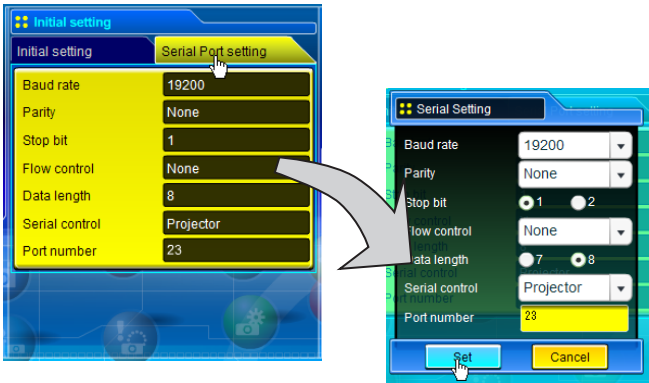 Initial setting
Initial setting Serial Port setting
Baud rate 19200
Parity None
Stop bit 1
Flow control None
Data length 8
Serial control Projector
Port number 23
Serial Setting
Baud rate 19200
Parity None
Stop bit 1 2
Flow control None
Data length 7 8
Serial control Projector
Port number 23
Set Cancel